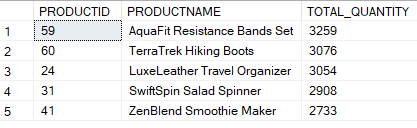 PRODUCTID PRODUCTNAME TOTAL_QUANTITY
1 59 AquaFit Resistance Bands Set 3259
2 60 TerraTrek Hiking Boots 3076
3 24 LuxeLeather Travel Organizer 3054
4 31 SwiftSpin Salad Spinner 2908
5 41 ZenBlend Smoothie Maker 2733